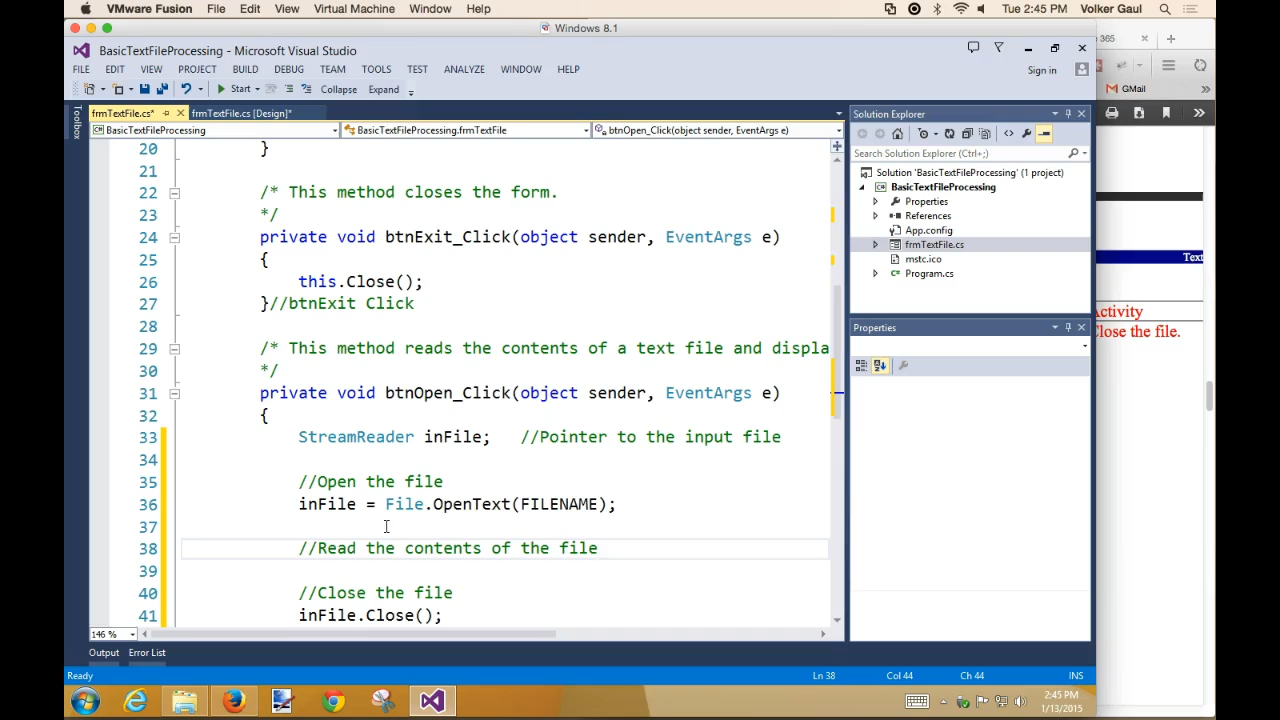 VMware Fusion File Edit View Virtual Machine Window Help Tue 2:45 PM Volker Gaul
Windows 8.1
365
BasicTextFileProcessing - Microsoft Visual Studio
FILE EDIT VIEW PROJECT BUILD DEBUG TEAM TOOLS TEST ANALYZE WINDOW HELP Sign in
Start Collapse Expand
GMail
Toolbox
frmTextFile.cs* frmTextFile.cs [Design]*
BasicTextFileProcessing BasicTextFileProcessing.frmTextFile btnOpen_Click(object sender, EventArgs e)
20 }
21
22 /* This method closes the form.
23 */
24 private void btnExit_Click(object sender, EventArgs e)
25 {
26 this.Close();
27 }//btnExit Click
28
29 /* This method reads the contents of a text file and displa
30 */
31 private void btnOpen_Click(object sender, EventArgs e)
32 {
33 StreamReader inFile; //Pointer to the input file
34
35 //Open the file
36 inFile = File.OpenText(FILENAME);
37
38 //Read the contents of the file
39
40 //Close the file
41 inFile.Close();
146 %
Solution Explorer
Search Solution Explorer (Ctrl+;)
Solution 'BasicTextFileProcessing' (1 project)
BasicTextFileProcessing
Properties
References
App.config
frmTextFile.cs
mstc.ico
Program.cs
Properties
Text
Activity
Close the file.
Output Error List
Ready Ln 38 Col 44 Ch 44 INS
2:45 PM
1/13/2015